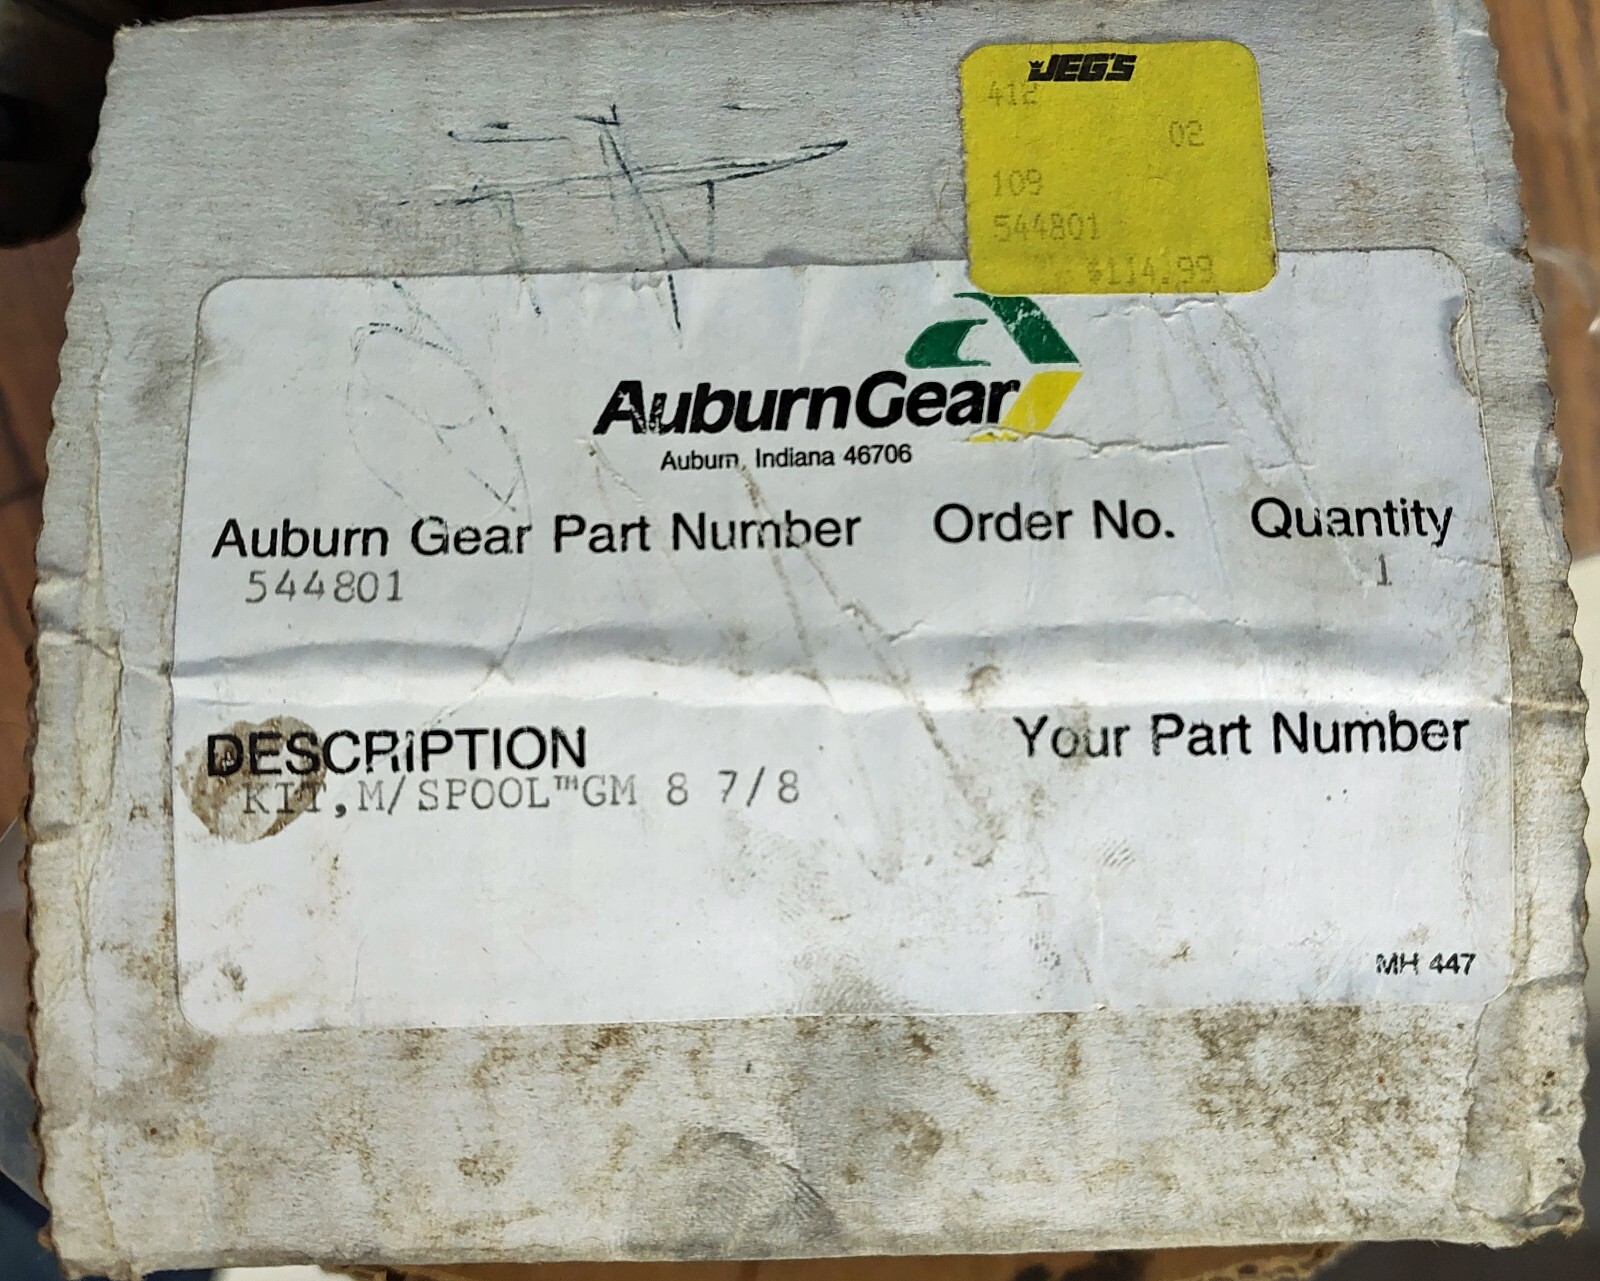 JEG'S
412
02
109
544801
$114.99
AuburnGear
Auburn, Indiana 46706
Auburn Gear Part Number Order No. Quantity
544801 1
DESCRIPTION Your Part Number
KIT,M/SPOOL™GM 8 7/8
MH 447